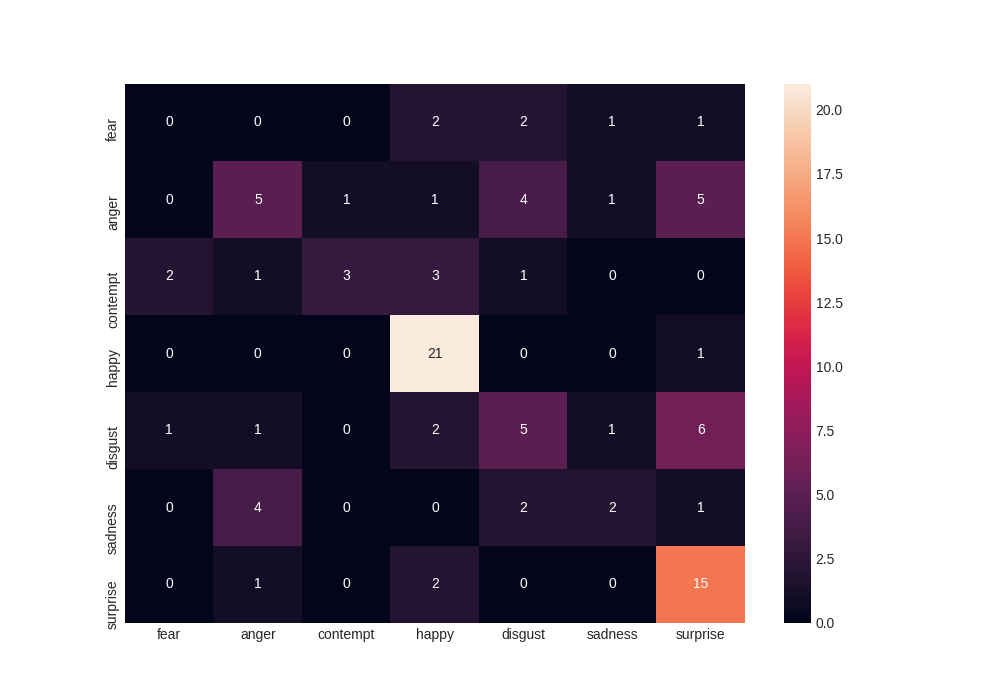 20.0
fear 0 0 0 2 2 1 1
17.5
anger 0 5 1 1 4 1 5
15.0
contempt 2 1 3 3 1 0 0
12.5
happy 0 0 0 21 0 0 1
10.0
disgust 1 1 0 2 5 1 6
7.5
5.0
sadness 0 4 0 0 2 2 1
2.5
surprise 0 1 0 2 0 0 15
0.0
fear anger contempt happy disgust sadness surprise